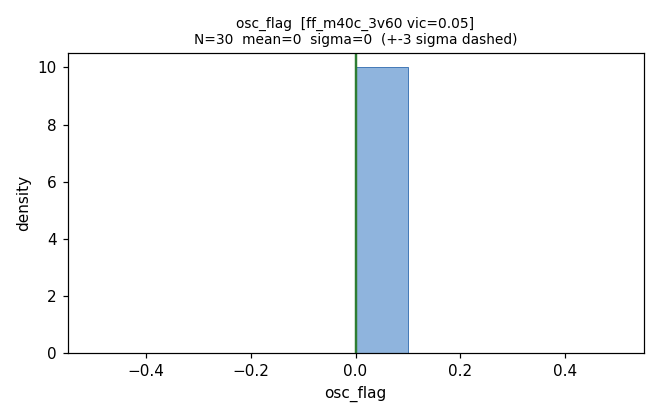 osc_flag  [ff_m40c_3v60 vic=0.05]
N=30  mean=0  sigma=0  (+-3 sigma dashed)
density
10
8
6
4
2
0
−0.4
−0.2
0.0
0.2
0.4
osc_flag